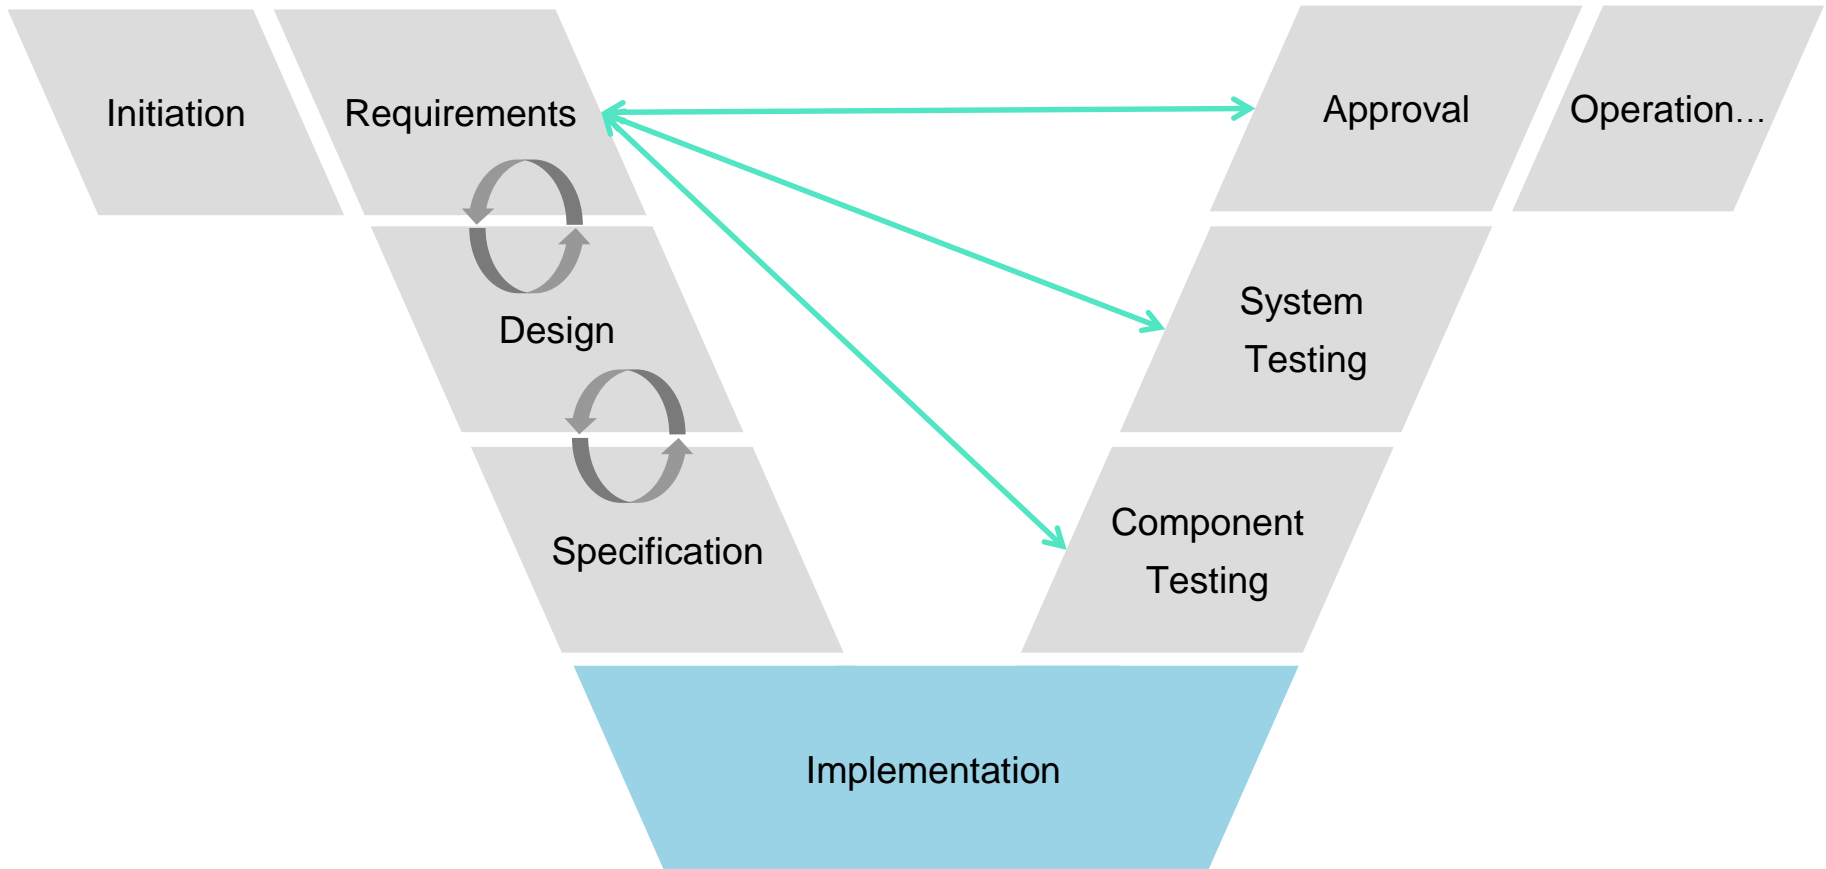 Initiation
Requirements
Approval
Operation…
Design
System
Testing
Specification
Component
Testing
Implementation